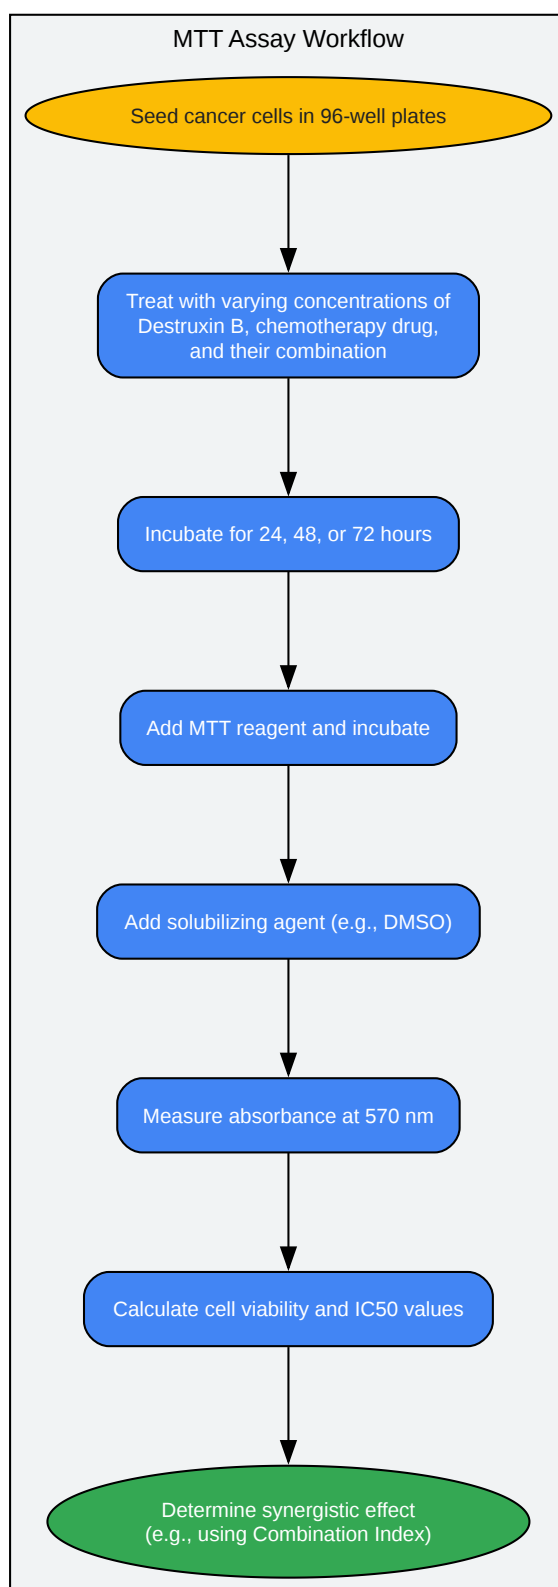 MTT Assay Workflow
Seed cancer cells in 96-well plates
Treat with varying concentrations of
Destruxin B, chemotherapy drug,
and their combination
Incubate for 24, 48, or 72 hours
Add MTT reagent and incubate
Add solubilizing agent (e.g., DMSO)
Measure absorbance at 570 nm
Calculate cell viability and IC50 values
Determine synergistic effect
(e.g., using Combination Index)